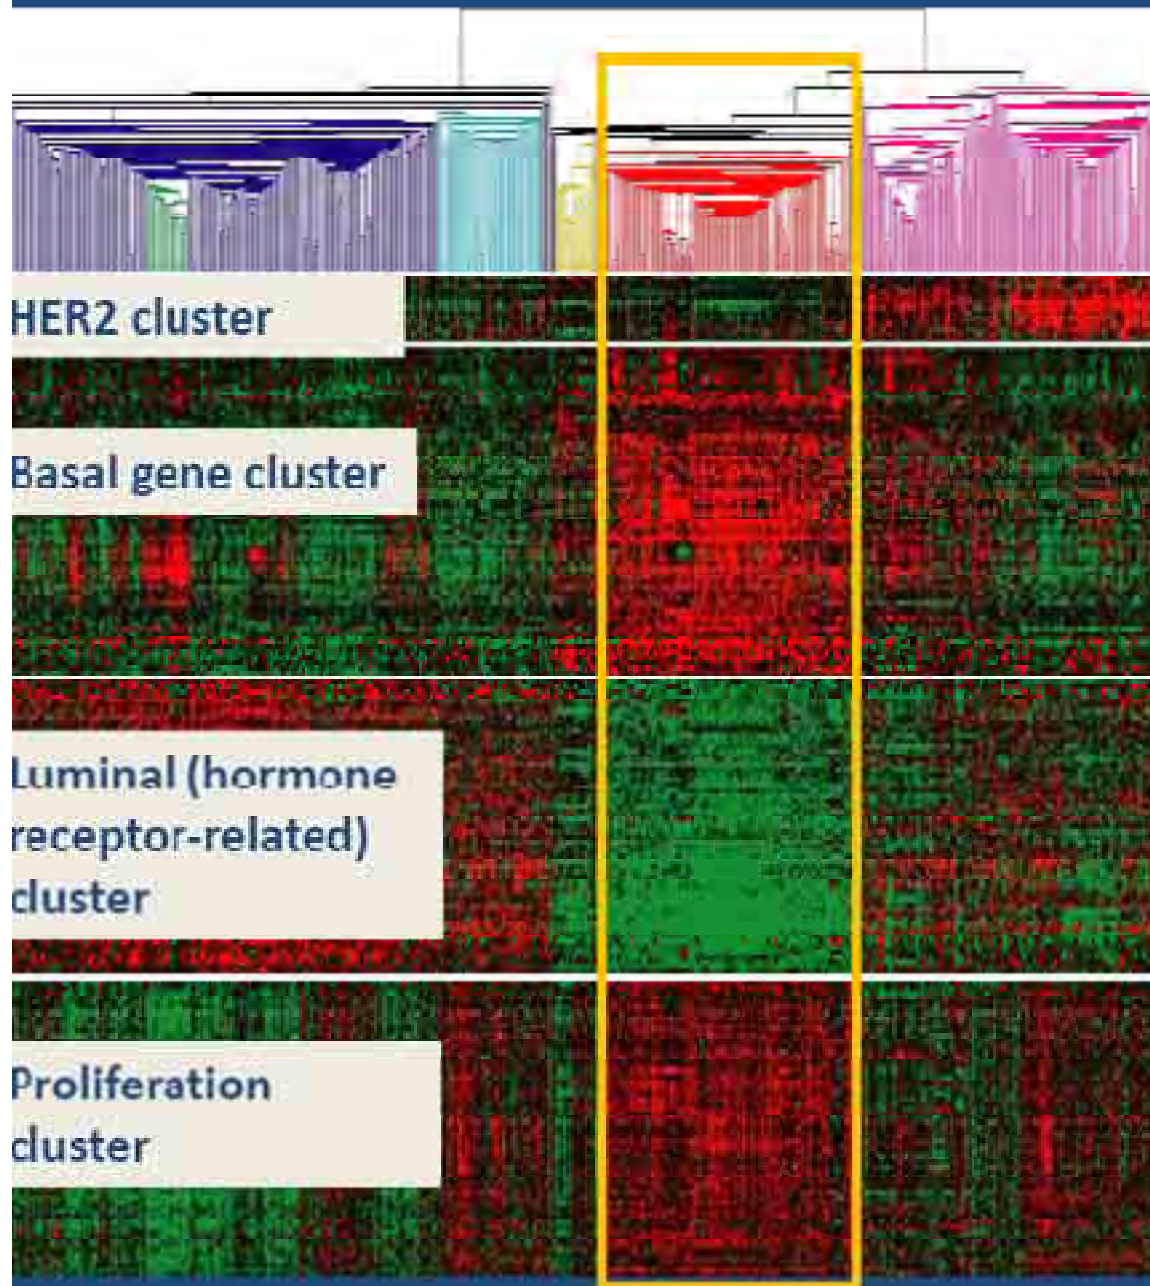 HER2 cluster
Basal gene cluster
Luminal (hormone
receptor-related)
cluster
Proliferation
cluster